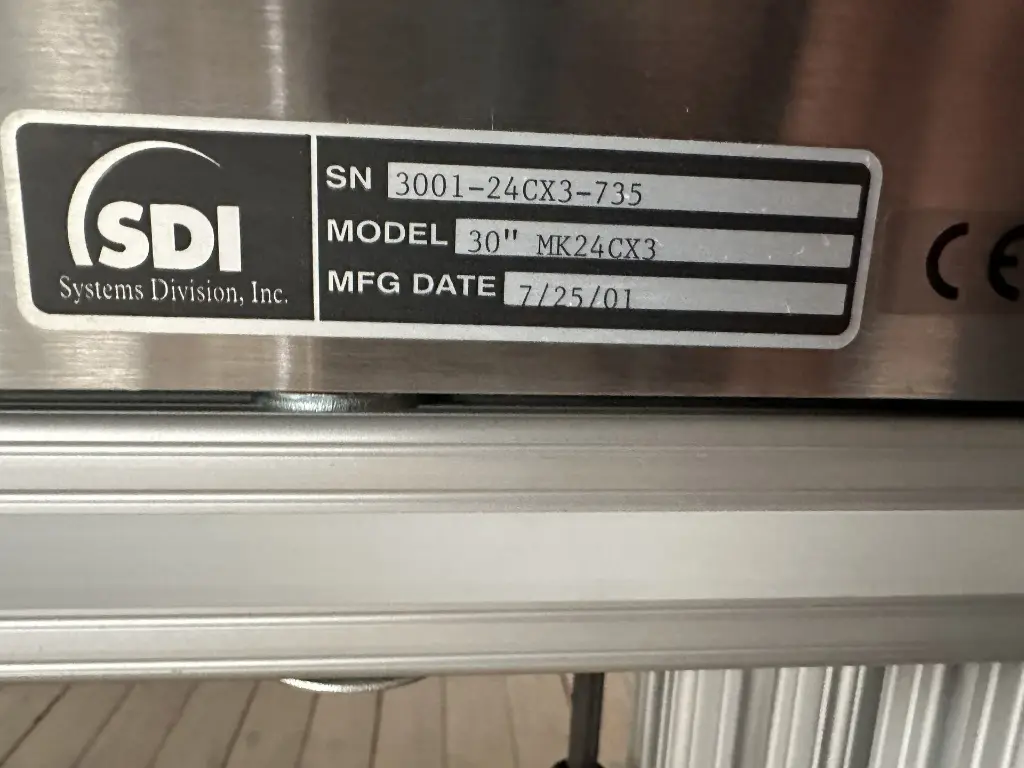 SDI
Systems Division, Inc.
SN 3001-24CX3-735
MODEL 30" MK24CX3
MFG DATE 7/25/01
CE